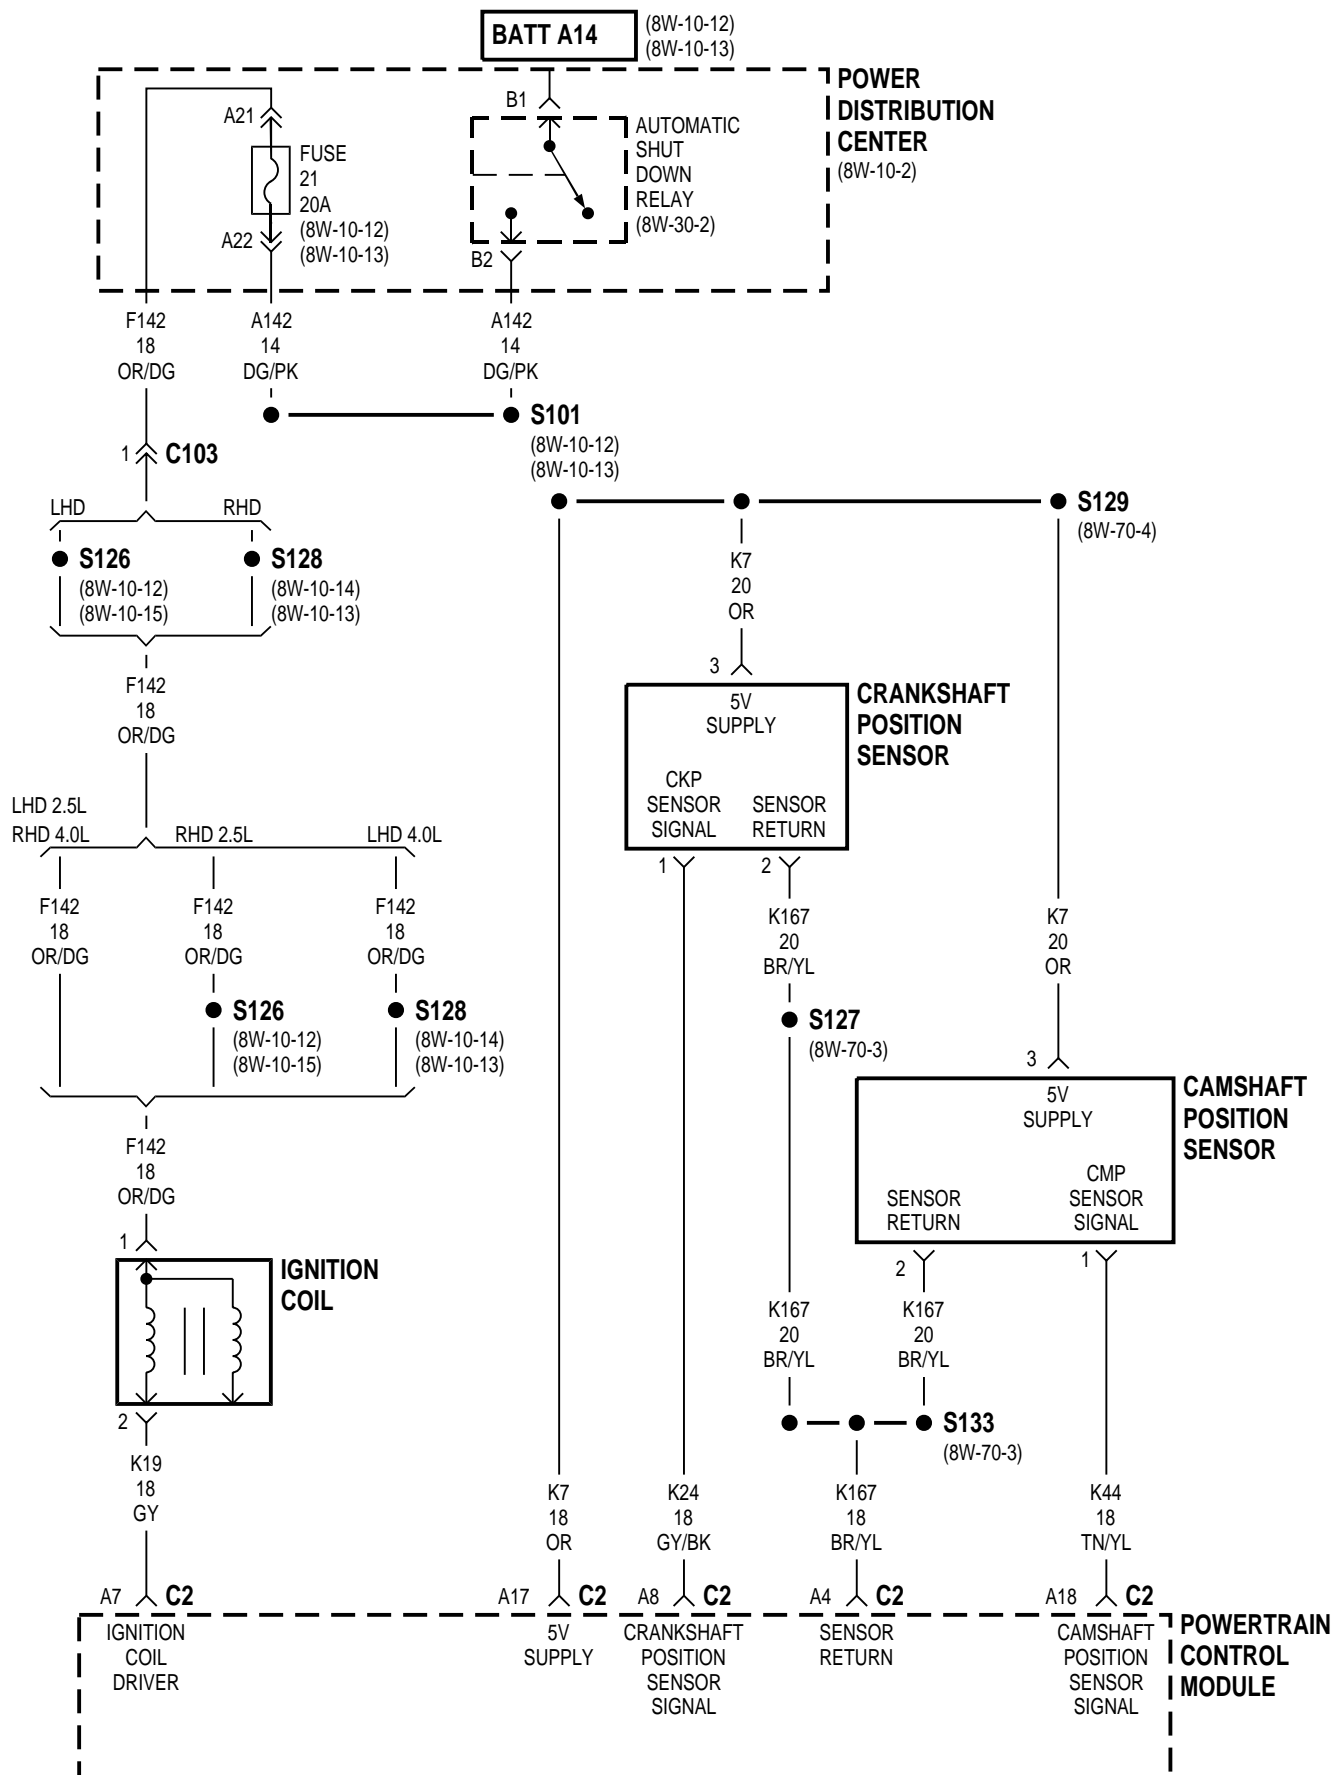 BATT A14
(8W-10-12)
(8W-10-13)
POWER
DISTRIBUTION
CENTER
(8W-10-2)
A21
FUSE
21
20A
(8W-10-12)
(8W-10-13)
A22
B1
AUTOMATIC
SHUT
DOWN
RELAY
(8W-30-2)
B2
F142
18
OR/DG
A142
14
DG/PK
A142
14
DG/PK
S101
(8W-10-12)
(8W-10-13)
1
C103
LHD
RHD
S126
(8W-10-12)
(8W-10-15)
S128
(8W-10-14)
(8W-10-13)
S129
(8W-70-4)
K7
20
OR
F142
18
OR/DG
3
5V
SUPPLY
CKP
SENSOR
SIGNAL
SENSOR
RETURN
CRANKSHAFT
POSITION
SENSOR
1
2
LHD 2.5L
RHD 4.0L
RHD 2.5L
LHD 4.0L
F142
18
OR/DG
F142
18
OR/DG
F142
18
OR/DG
K167
20
BR/YL
K7
20
OR
S126
(8W-10-12)
(8W-10-15)
S128
(8W-10-14)
(8W-10-13)
S127
(8W-70-3)
3
5V
SUPPLY
SENSOR
RETURN
CMP
SENSOR
SIGNAL
CAMSHAFT
POSITION
SENSOR
2
1
F142
18
OR/DG
1
IGNITION
COIL
2
K167
20
BR/YL
K167
20
BR/YL
S133
(8W-70-3)
K19
18
GY
K7
18
OR
K24
18
GY/BK
K167
18
BR/YL
K44
18
TN/YL
A7
C2
A17
C2
A8
C2
A4
C2
A18
C2
IGNITION
COIL
DRIVER
5V
SUPPLY
CRANKSHAFT
POSITION
SENSOR
SIGNAL
SENSOR
RETURN
CAMSHAFT
POSITION
SENSOR
SIGNAL
POWERTRAIN
CONTROL
MODULE